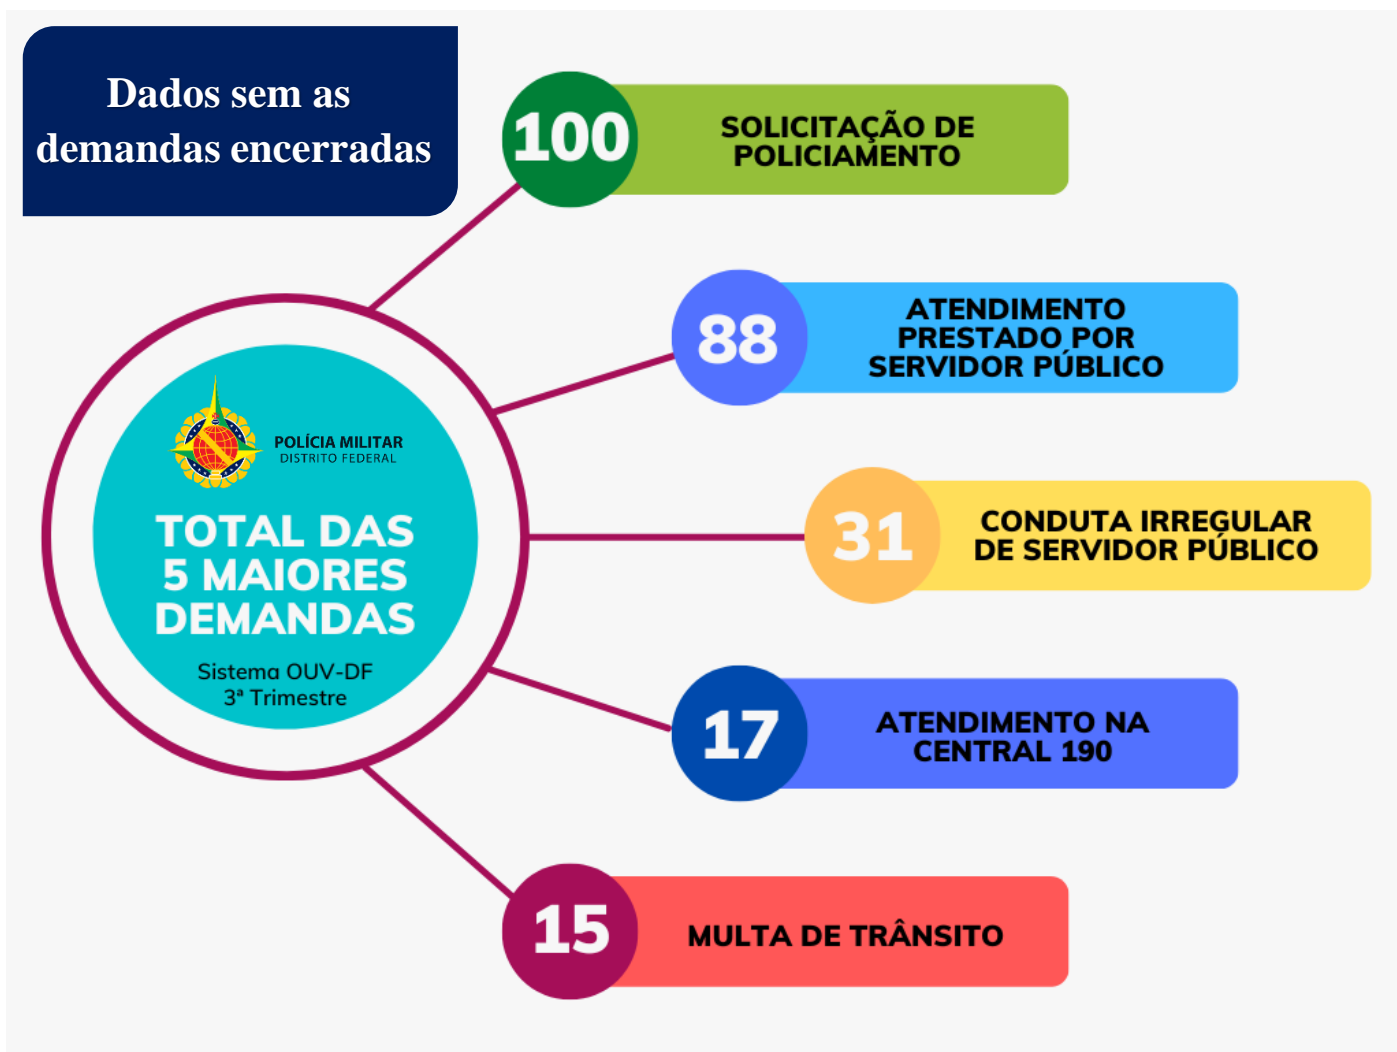 Dados sem as
demandas encerradas
100
SOLICITAÇÃO DE
POLICIAMENTO
88
ATENDIMENTO
PRESTADO POR
SERVIDOR PÚBLICO
POLÍCIA MILITAR
DISTRITO FEDERAL
TOTAL DAS
5 MAIORES
DEMANDAS
Sistema OUV-DF
3ª Trimestre
31
CONDUTA IRREGULAR
DE SERVIDOR PÚBLICO
17
ATENDIMENTO NA
CENTRAL 190
15
MULTA DE TRÂNSITO